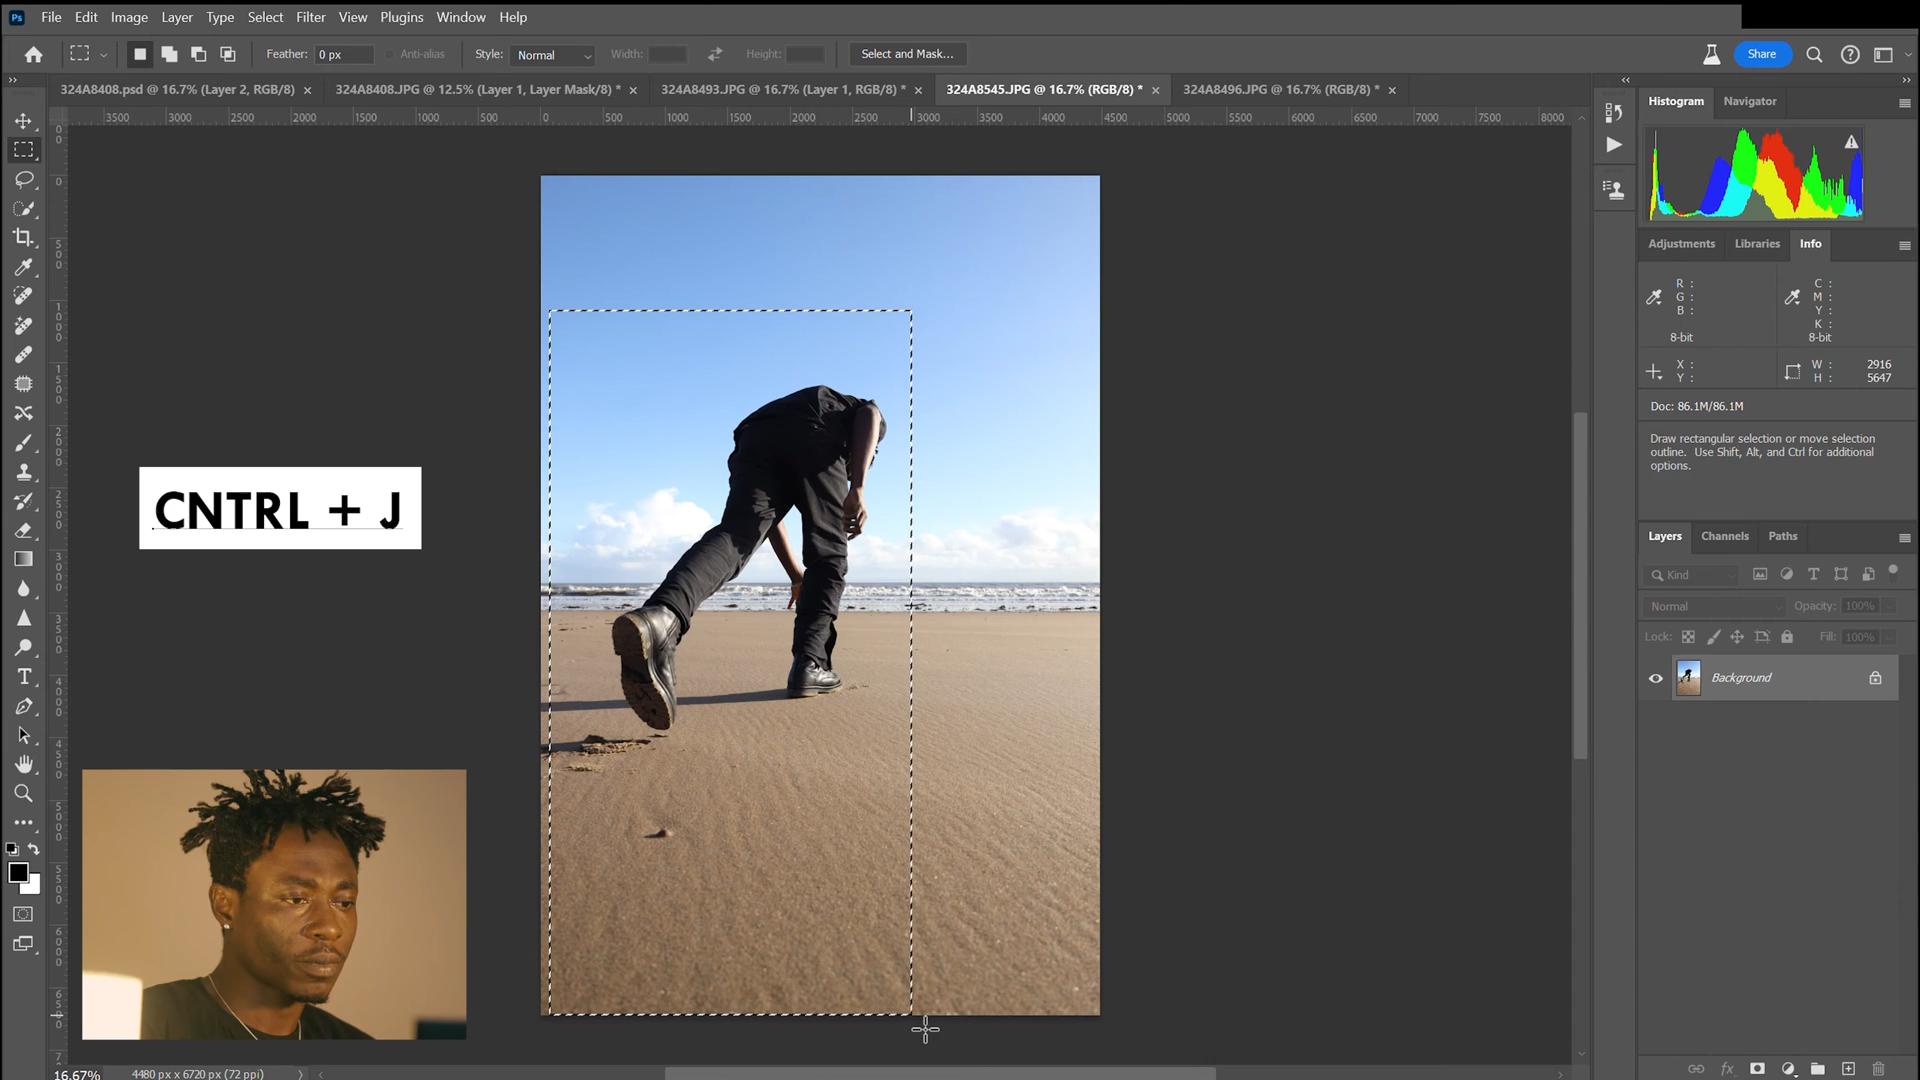 Ps File Edit Image Layer Type Select Filter View Plugins Window Help
Feather: 0 px Anti-alias Style: Normal Width: Height: Select and Mask... Share
324A8408.psd @ 16.7% (Layer 2, RGB/8) × 324A8408.JPG @ 12.5% (Layer 1, Layer Mask/8) * × 324A8493.JPG @ 16.7% (Layer 1, RGB/8) * × 324A8545.JPG @ 16.7% (RGB/8) * × 324A8496.JPG @ 16.7% (RGB/8) * ×
3500 3000 2500 2000 1500 1000 500 0 500 1000 1500 2000 2500 3000 3500 4000 4500 5000 5500 6000 6500 7000 7500 8000
Histogram Navigator
Adjustments Libraries Info
R : C :
G : M :
B : Y :
K :
8-bit 8-bit
X : W : 2916
Y : H : 5647
Doc: 86.1M/86.1M
Draw rectangular selection or move selection
outline. Use Shift, Alt, and Ctrl for additional
options.
CNTRL + J
Layers Channels Paths
Kind
Normal Opacity: 100%
Lock: Fill: 100%
Background
16.67% 4480 px x 6720 px (72 ppi)